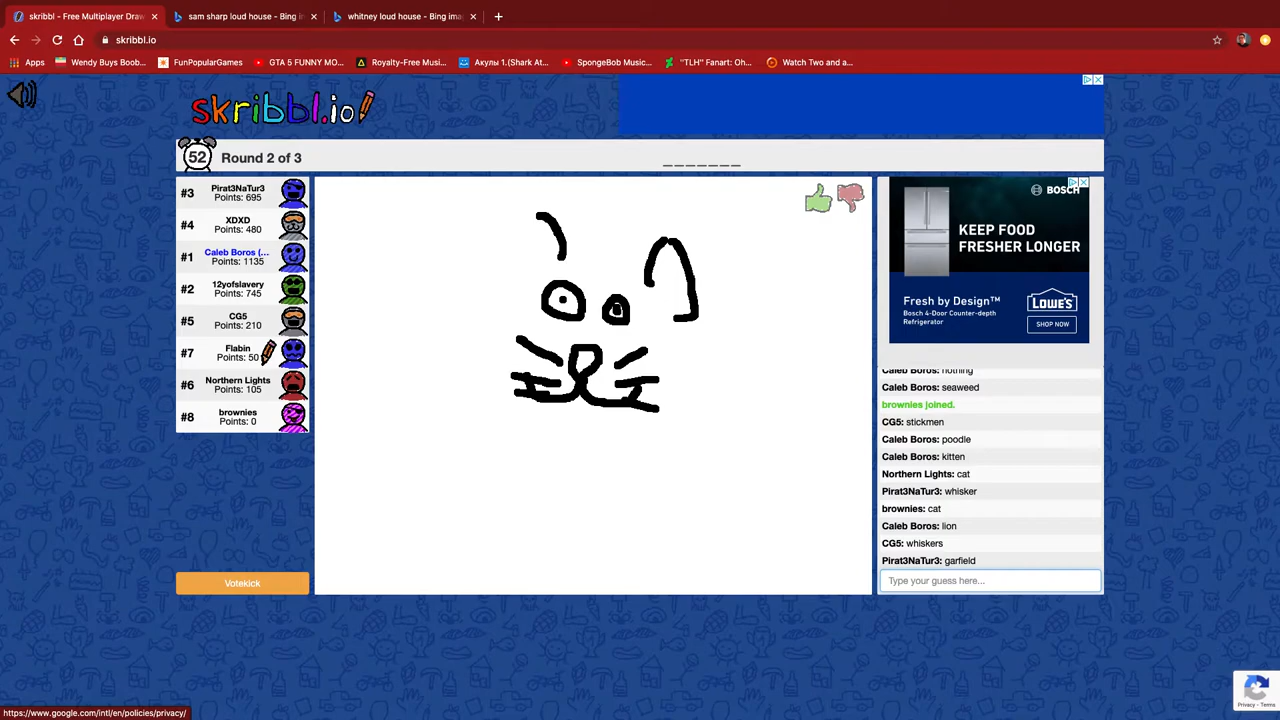 skribbl - Free Multiplayer Draw
sam sharp loud house - Bing im
whitney loud house - Bing ima
skribbl.io
Apps
Wendy Buys Boob...
FunPopularGames
GTA 5 FUNNY MO...
Royalty-Free Musi...
Акулы 1.(Shark At...
SpongeBob Music...
"TLH" Fanart: Oh...
Watch Two and a...
skribbl.io
52
Round 2 of 3
_______
#3
Pirat3NaTur3
Points: 695
#4
XDXD
Points: 480
#1
Caleb Boros (...
Points: 1135
#2
12yofslavery
Points: 745
#5
CG5
Points: 210
#7
Flabin
Points: 50
#6
Northern Lights
Points: 105
#8
brownies
Points: 0
Votekick
BOSCH
KEEP FOOD
FRESHER LONGER
Fresh by Design™
Bosch 4-Door Counter-depth
Refrigerator
LOWE'S
SHOP NOW
Caleb Boros: nothing
Caleb Boros: seaweed
brownies joined.
CG5: stickmen
Caleb Boros: poodle
Caleb Boros: kitten
Northern Lights: cat
Pirat3NaTur3: whisker
brownies: cat
Caleb Boros: lion
CG5: whiskers
Pirat3NaTur3: garfield
Type your guess here...
Privacy - Terms
https://www.google.com/intl/en/policies/privacy/